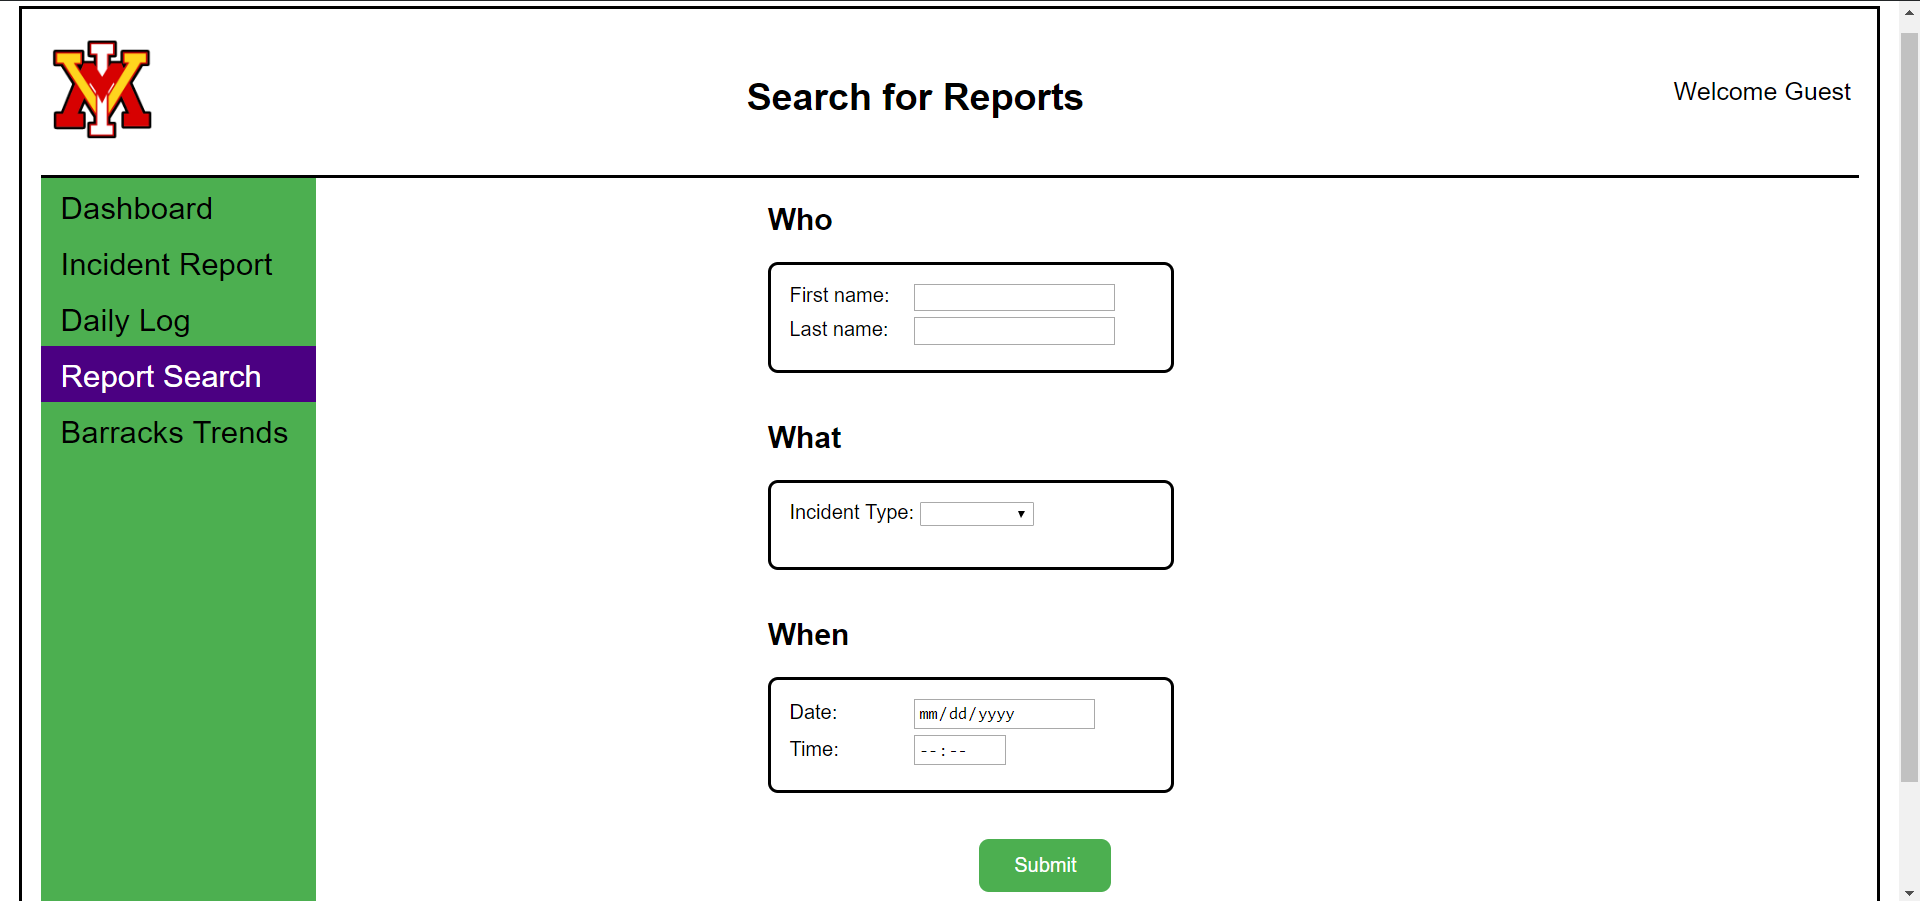 Search for Reports
Welcome Guest
Dashboard
Incident Report
Daily Log
Report Search
Barracks Trends
Who
First name:
Last name:
What
Incident Type:
When
Date: mm/dd/yyyy
Time: --:--
Submit